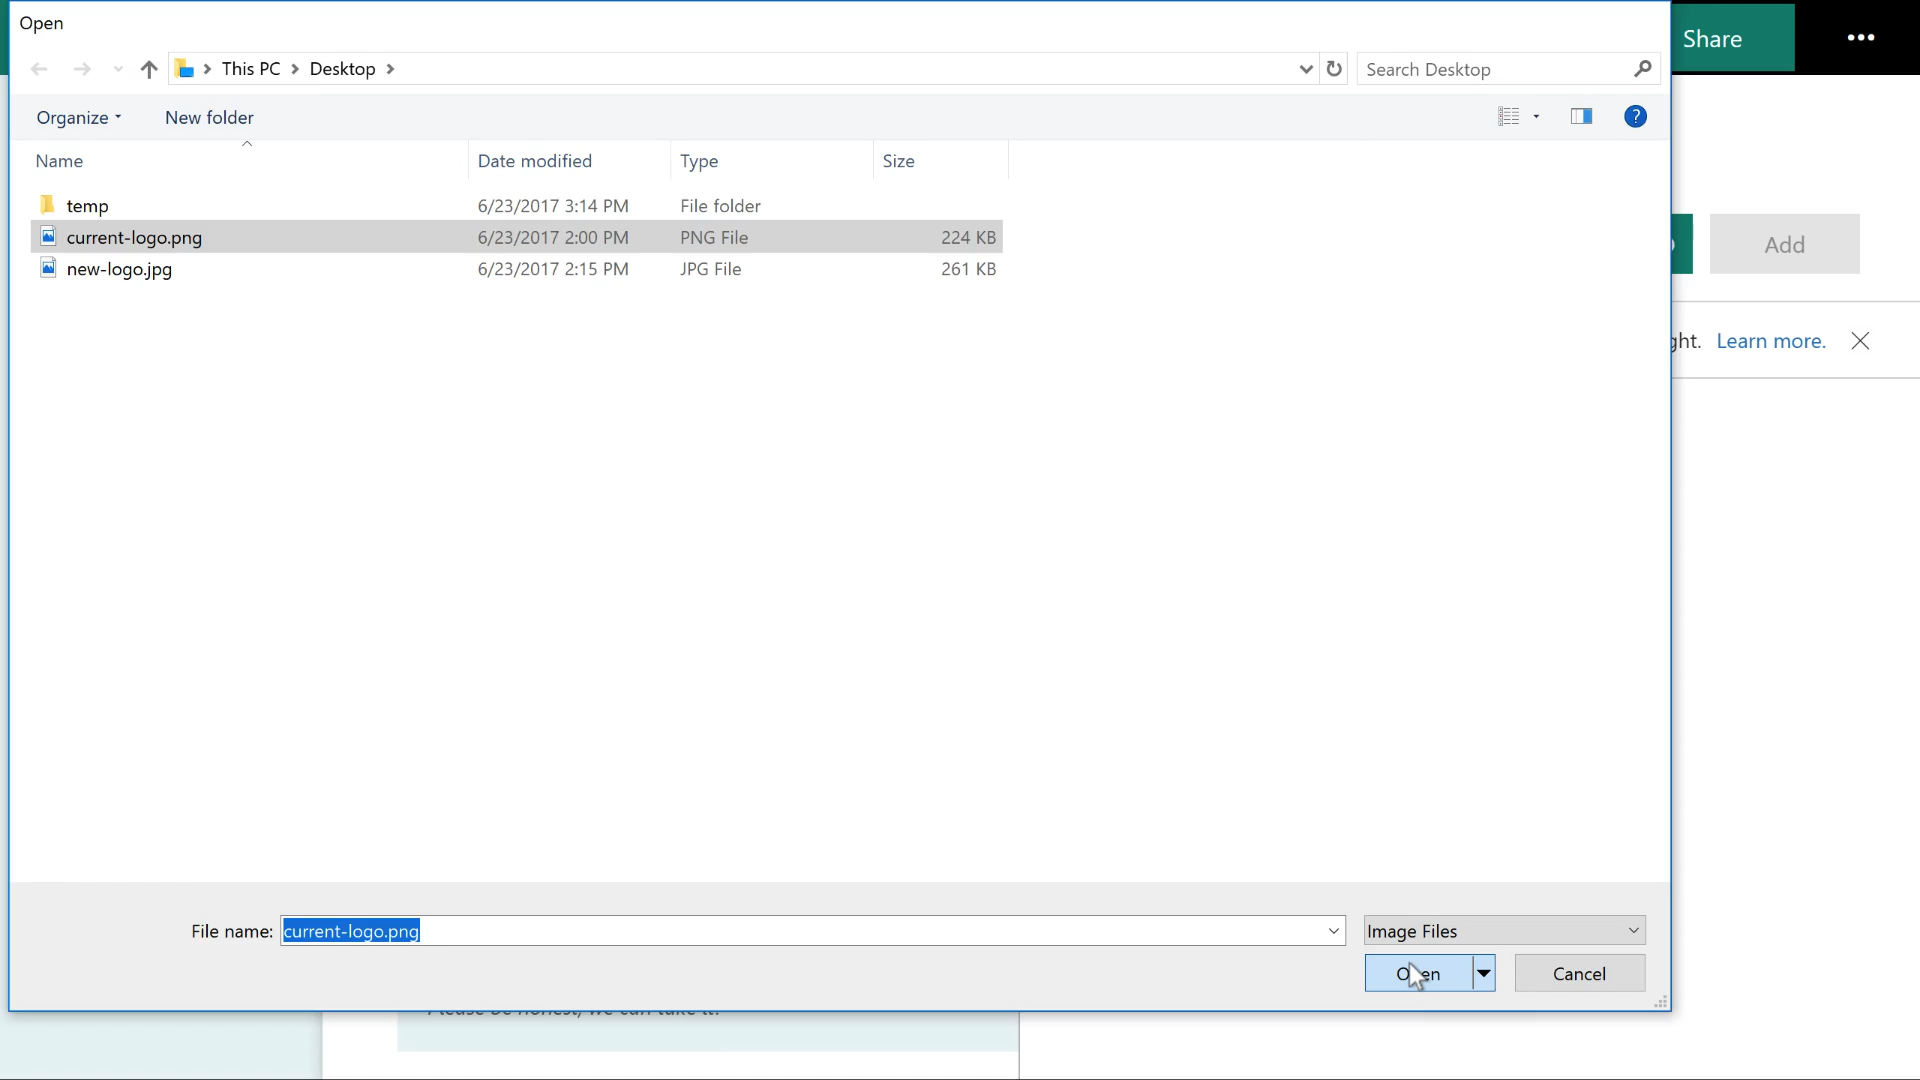 Open
This PC Desktop
Search Desktop
Share
Organize New folder
?
Name Date modified Type Size
temp 6/23/2017 3:14 PM File folder
current-logo.png 6/23/2017 2:00 PM PNG File 224 KB
new-logo.jpg 6/23/2017 2:15 PM JPG File 261 KB
Add
Learn more.
File name: current-logo.png Image Files
Open Cancel